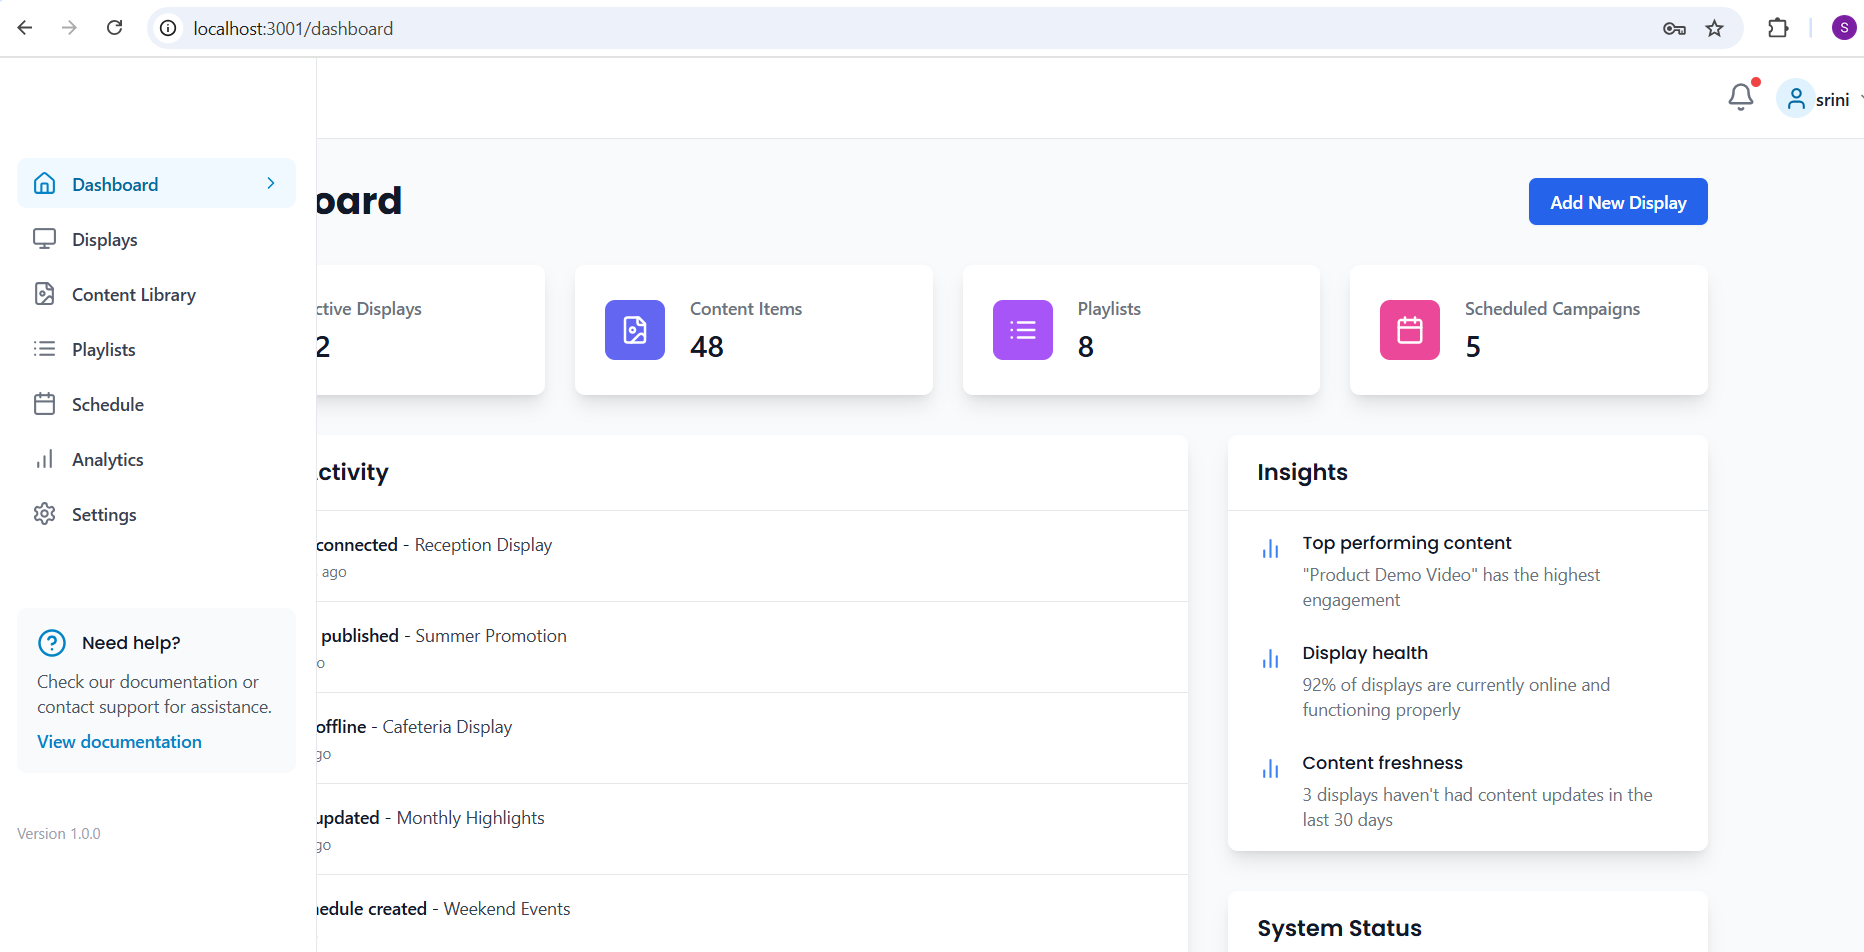 localhost:3001/dashboard
S
srini
Dashboard
Displays
Content Library
Playlists
Schedule
Analytics
Settings
Need help?
Check our documentation or
contact support for assistance.
View documentation
Version 1.0.0
oard
Add New Display
ctive Displays
2
Content Items
48
Playlists
8
Scheduled Campaigns
5
ctivity
connected - Reception Display
ago
published - Summer Promotion
o
offline - Cafeteria Display
go
updated - Monthly Highlights
go
hedule created - Weekend Events
Insights
Top performing content
"Product Demo Video" has the highest
engagement
Display health
92% of displays are currently online and
functioning properly
Content freshness
3 displays haven't had content updates in the
last 30 days
System Status